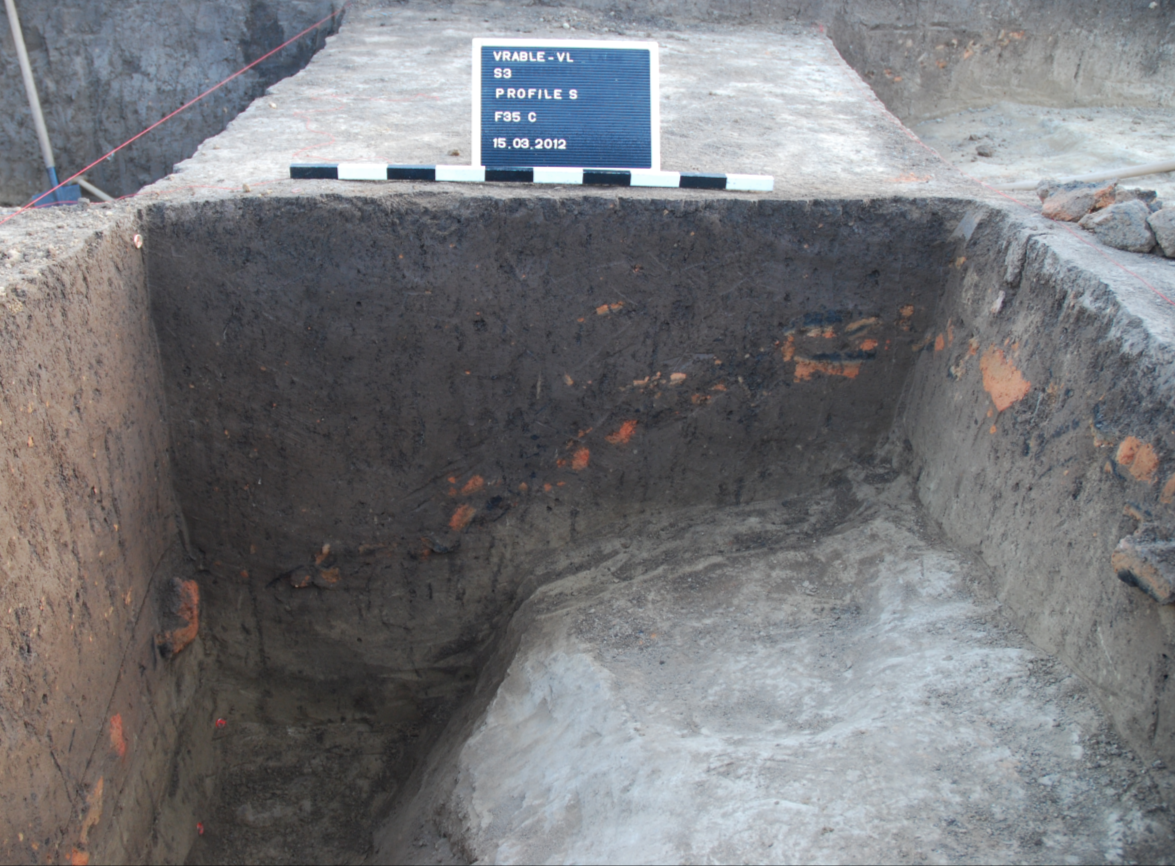 VRABLE-VL
S3
PROFILE S
F35 C
15.03.2012